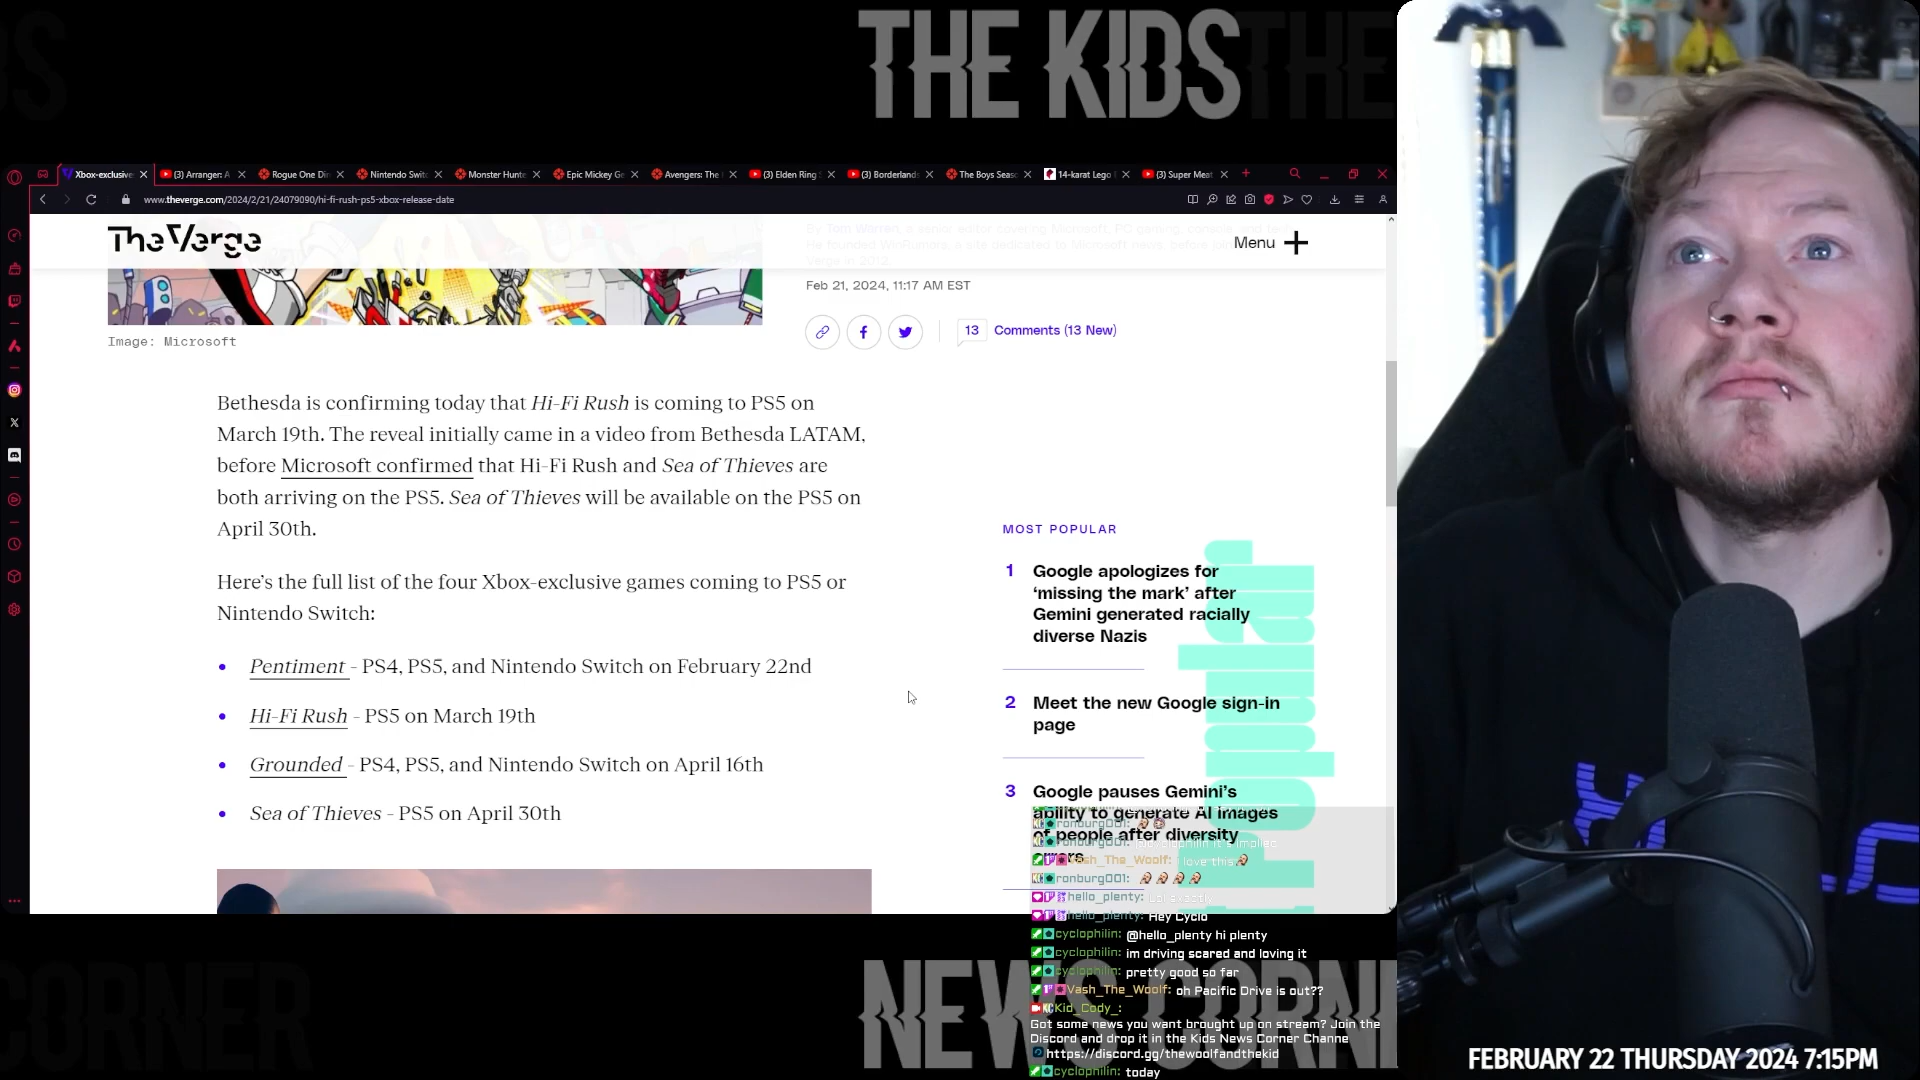 THE KIDS
THE
Xbox-exclusive
(3) Arranger: A
Rogue One Di
Nintendo Swit
Monster Hunte
Epic Mickey G
Avengers: The
(3) Elden Ring
(3) Borderlands
The Boys Seas
14-karat Lego
(3) Super Meat
www.theverge.com/2024/2/21/24079090/hi-fi-rush-ps5-xbox-release-date
The Verge
Menu
Feb 21, 2024, 11:17 AM EST
13 Comments (13 New)
Image: Microsoft
Bethesda is confirming today that Hi-Fi Rush is coming to PS5 on
March 19th. The reveal initially came in a video from Bethesda LATAM,
before Microsoft confirmed that Hi-Fi Rush and Sea of Thieves are
both arriving on the PS5. Sea of Thieves will be available on the PS5 on
April 30th.
Here's the full list of the four Xbox-exclusive games coming to PS5 or
Nintendo Switch:
Pentiment - PS4, PS5, and Nintendo Switch on February 22nd
Hi-Fi Rush - PS5 on March 19th
Grounded - PS4, PS5, and Nintendo Switch on April 16th
Sea of Thieves - PS5 on April 30th
MOST POPULAR
1 Google apologizes for
'missing the mark' after
Gemini generated racially
diverse Nazis
2 Meet the new Google sign-in
page
3 Google pauses Gemini's
ability to generate AI images
of people after diversity
errors
ronburg001:
ronburg001:
Vash_The_Woolf: I love this
ronburg001:
hello_plenty:
hello_plenty: Hey Cyclo
cyclophilin: @hello_plenty hi plenty
cyclophilin: im driving scared and loving it
cyclophilin: pretty good so far
Vash_The_Woolf: oh Pacific Drive is out??
Kid_Cody_:
Got some news you want brought up on stream? Join the
Discord and drop it in the Kids News Corner Channe
https://discord.gg/thewoolfandthekid
cyclophilin: today
CORNER
NEWS CORN
FEBRUARY 22 THURSDAY 2024 7:15PM